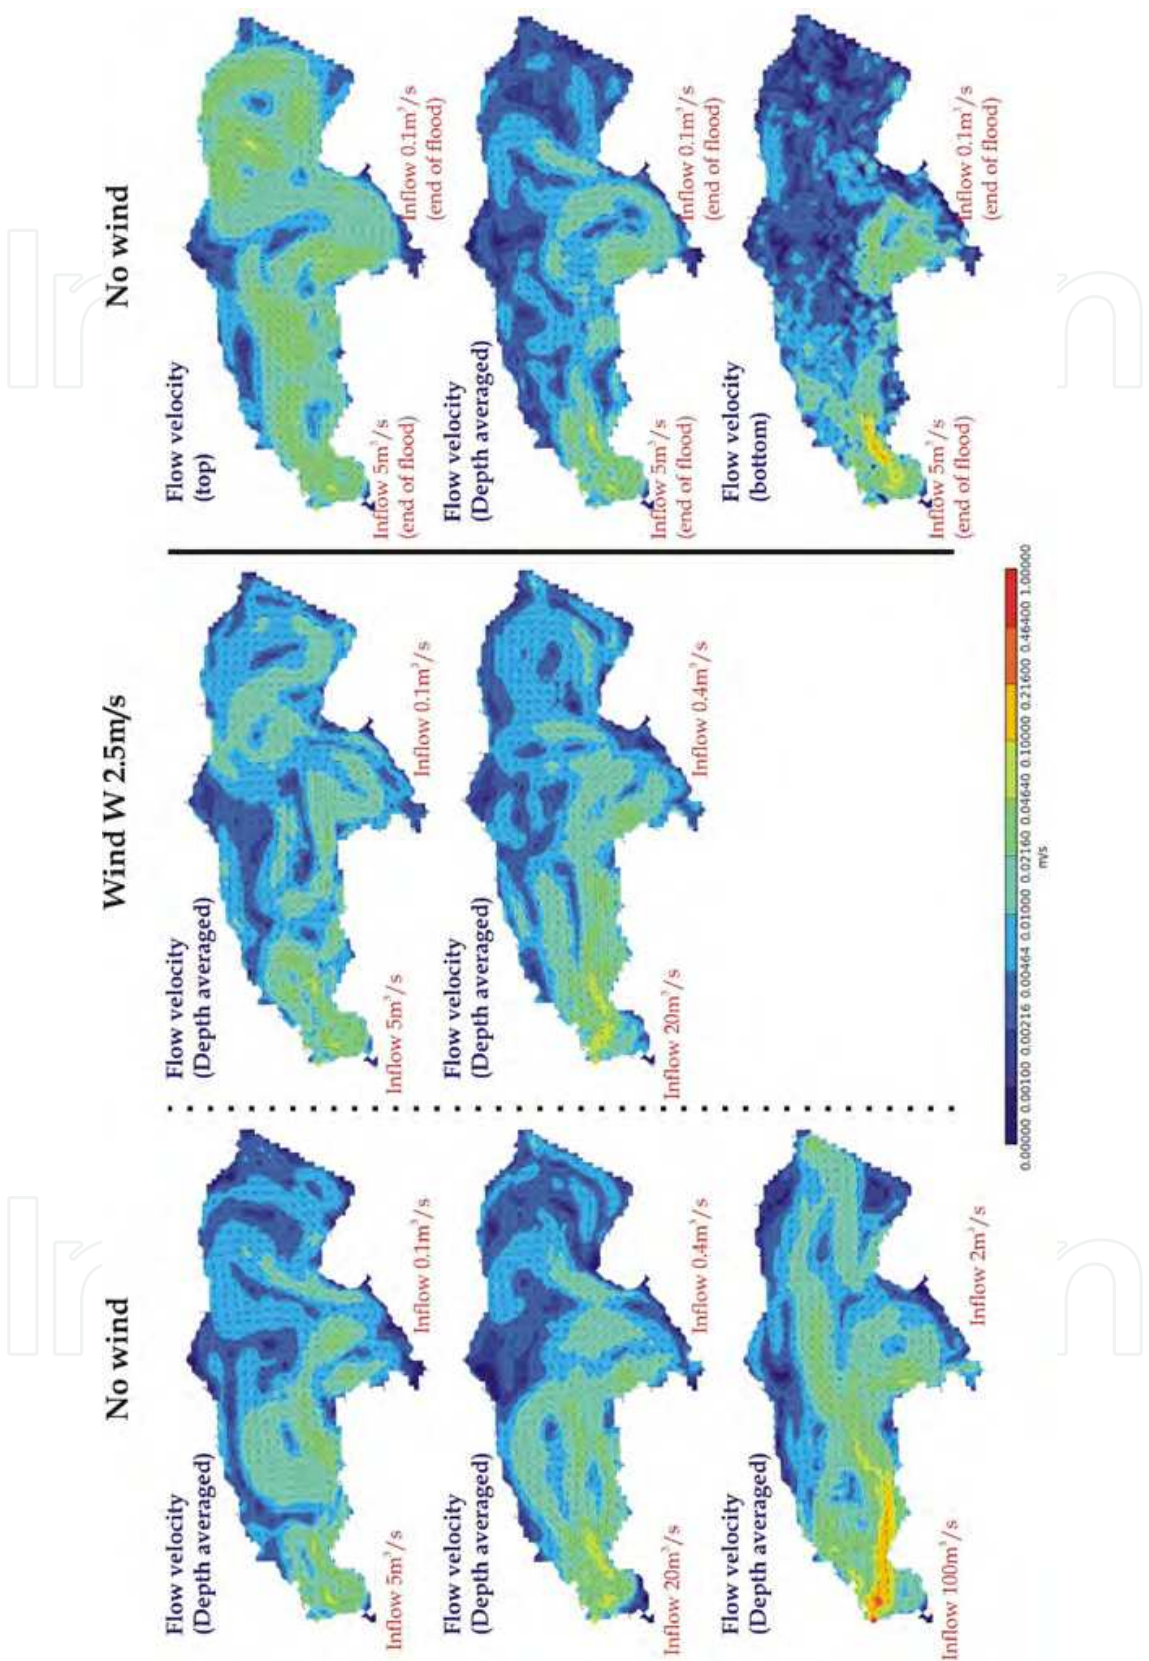 No wind
Flow velocity
(Depth averaged)
Inflow 5m³/s
Inflow 0.1m³/s
Flow velocity
(Depth averaged)
Inflow 20m³/s
Inflow 0.4m³/s
Flow velocity
(Depth averaged)
Inflow 100m³/s
Inflow 2m³/s
Wind W 2.5m/s
Flow velocity
(Depth averaged)
Inflow 5m³/s
Inflow 0.1m³/s
Flow velocity
(Depth averaged)
Inflow 20m³/s
Inflow 0.4m³/s
No wind
Flow velocity
(top)
Inflow 5m³/s
(end of flood)
Inflow 0.1m³/s
(end of flood)
Flow velocity
(Depth averaged)
Inflow 5m³/s
(end of flood)
Inflow 0.1m³/s
(end of flood)
Flow velocity
(bottom)
Inflow 5m³/s
(end of flood)
Inflow 0.1m³/s
(end of flood)
0.00000 0.00100 0.00216 0.00464 0.01000 0.02160 0.04640 0.10000 0.21600 0.46400 1.00000
m/s